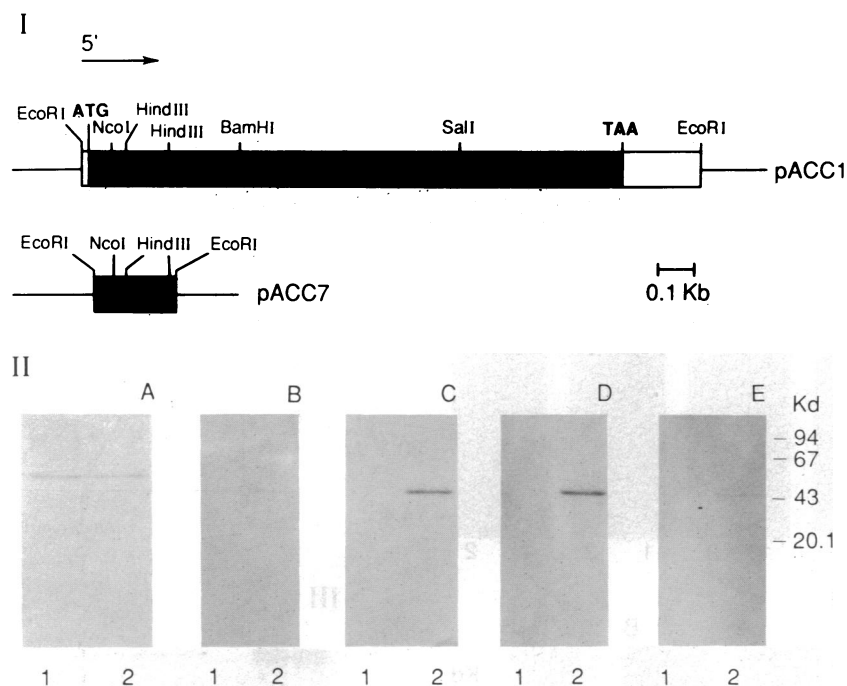 I
5'
EcoRI ATG HindIII
NcoI HindIII BamHI SalI TAA EcoRI
pACC1
EcoRI NcoI HindIII EcoRI
pACC7
0.1 Kb
II
A B C D E
Kd
– 94
– 67
– 43
– 20.1
1 2 1 2 1 2 1 2 1 2